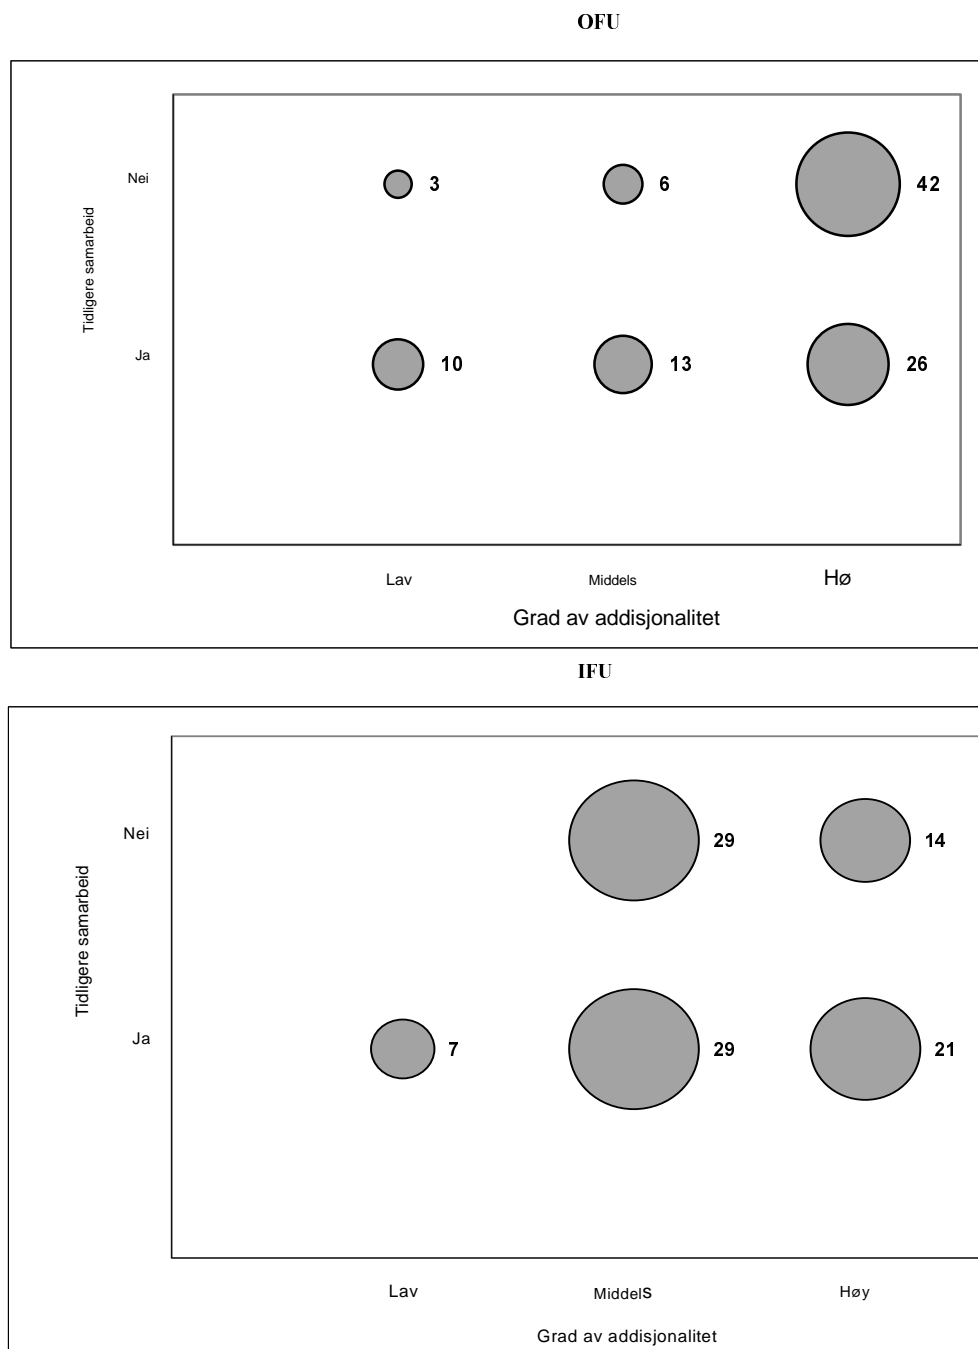 OFU
Nei
3
6
42
Tidligere samarbeid
Ja
10
13
26
Lav
Middels
Hø
Grad av addisjonalitet
IFU
Nei
29
14
Tidligere samarbeid
Ja
7
29
21
Lav
Middels
Høy
Grad av addisjonalitet